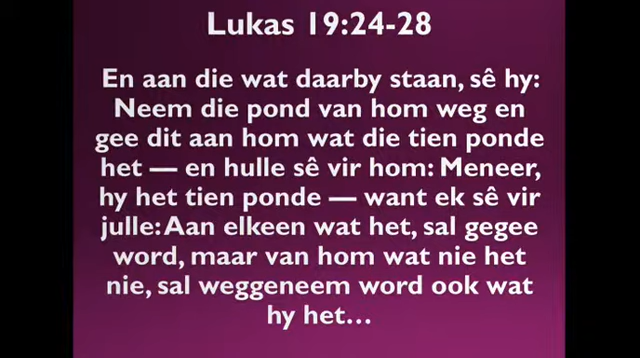 Lukas 19:24-28
En aan die wat daarby staan, sê hy:
Neem die pond van hom weg en
gee dit aan hom wat die tien ponde
het — en hulle sê vir hom: Meneer,
hy het tien ponde — want ek sê vir
julle: Aan elkeen wat het, sal gegee
word, maar van hom wat nie het
nie, sal weggeneem word ook wat
hy het...